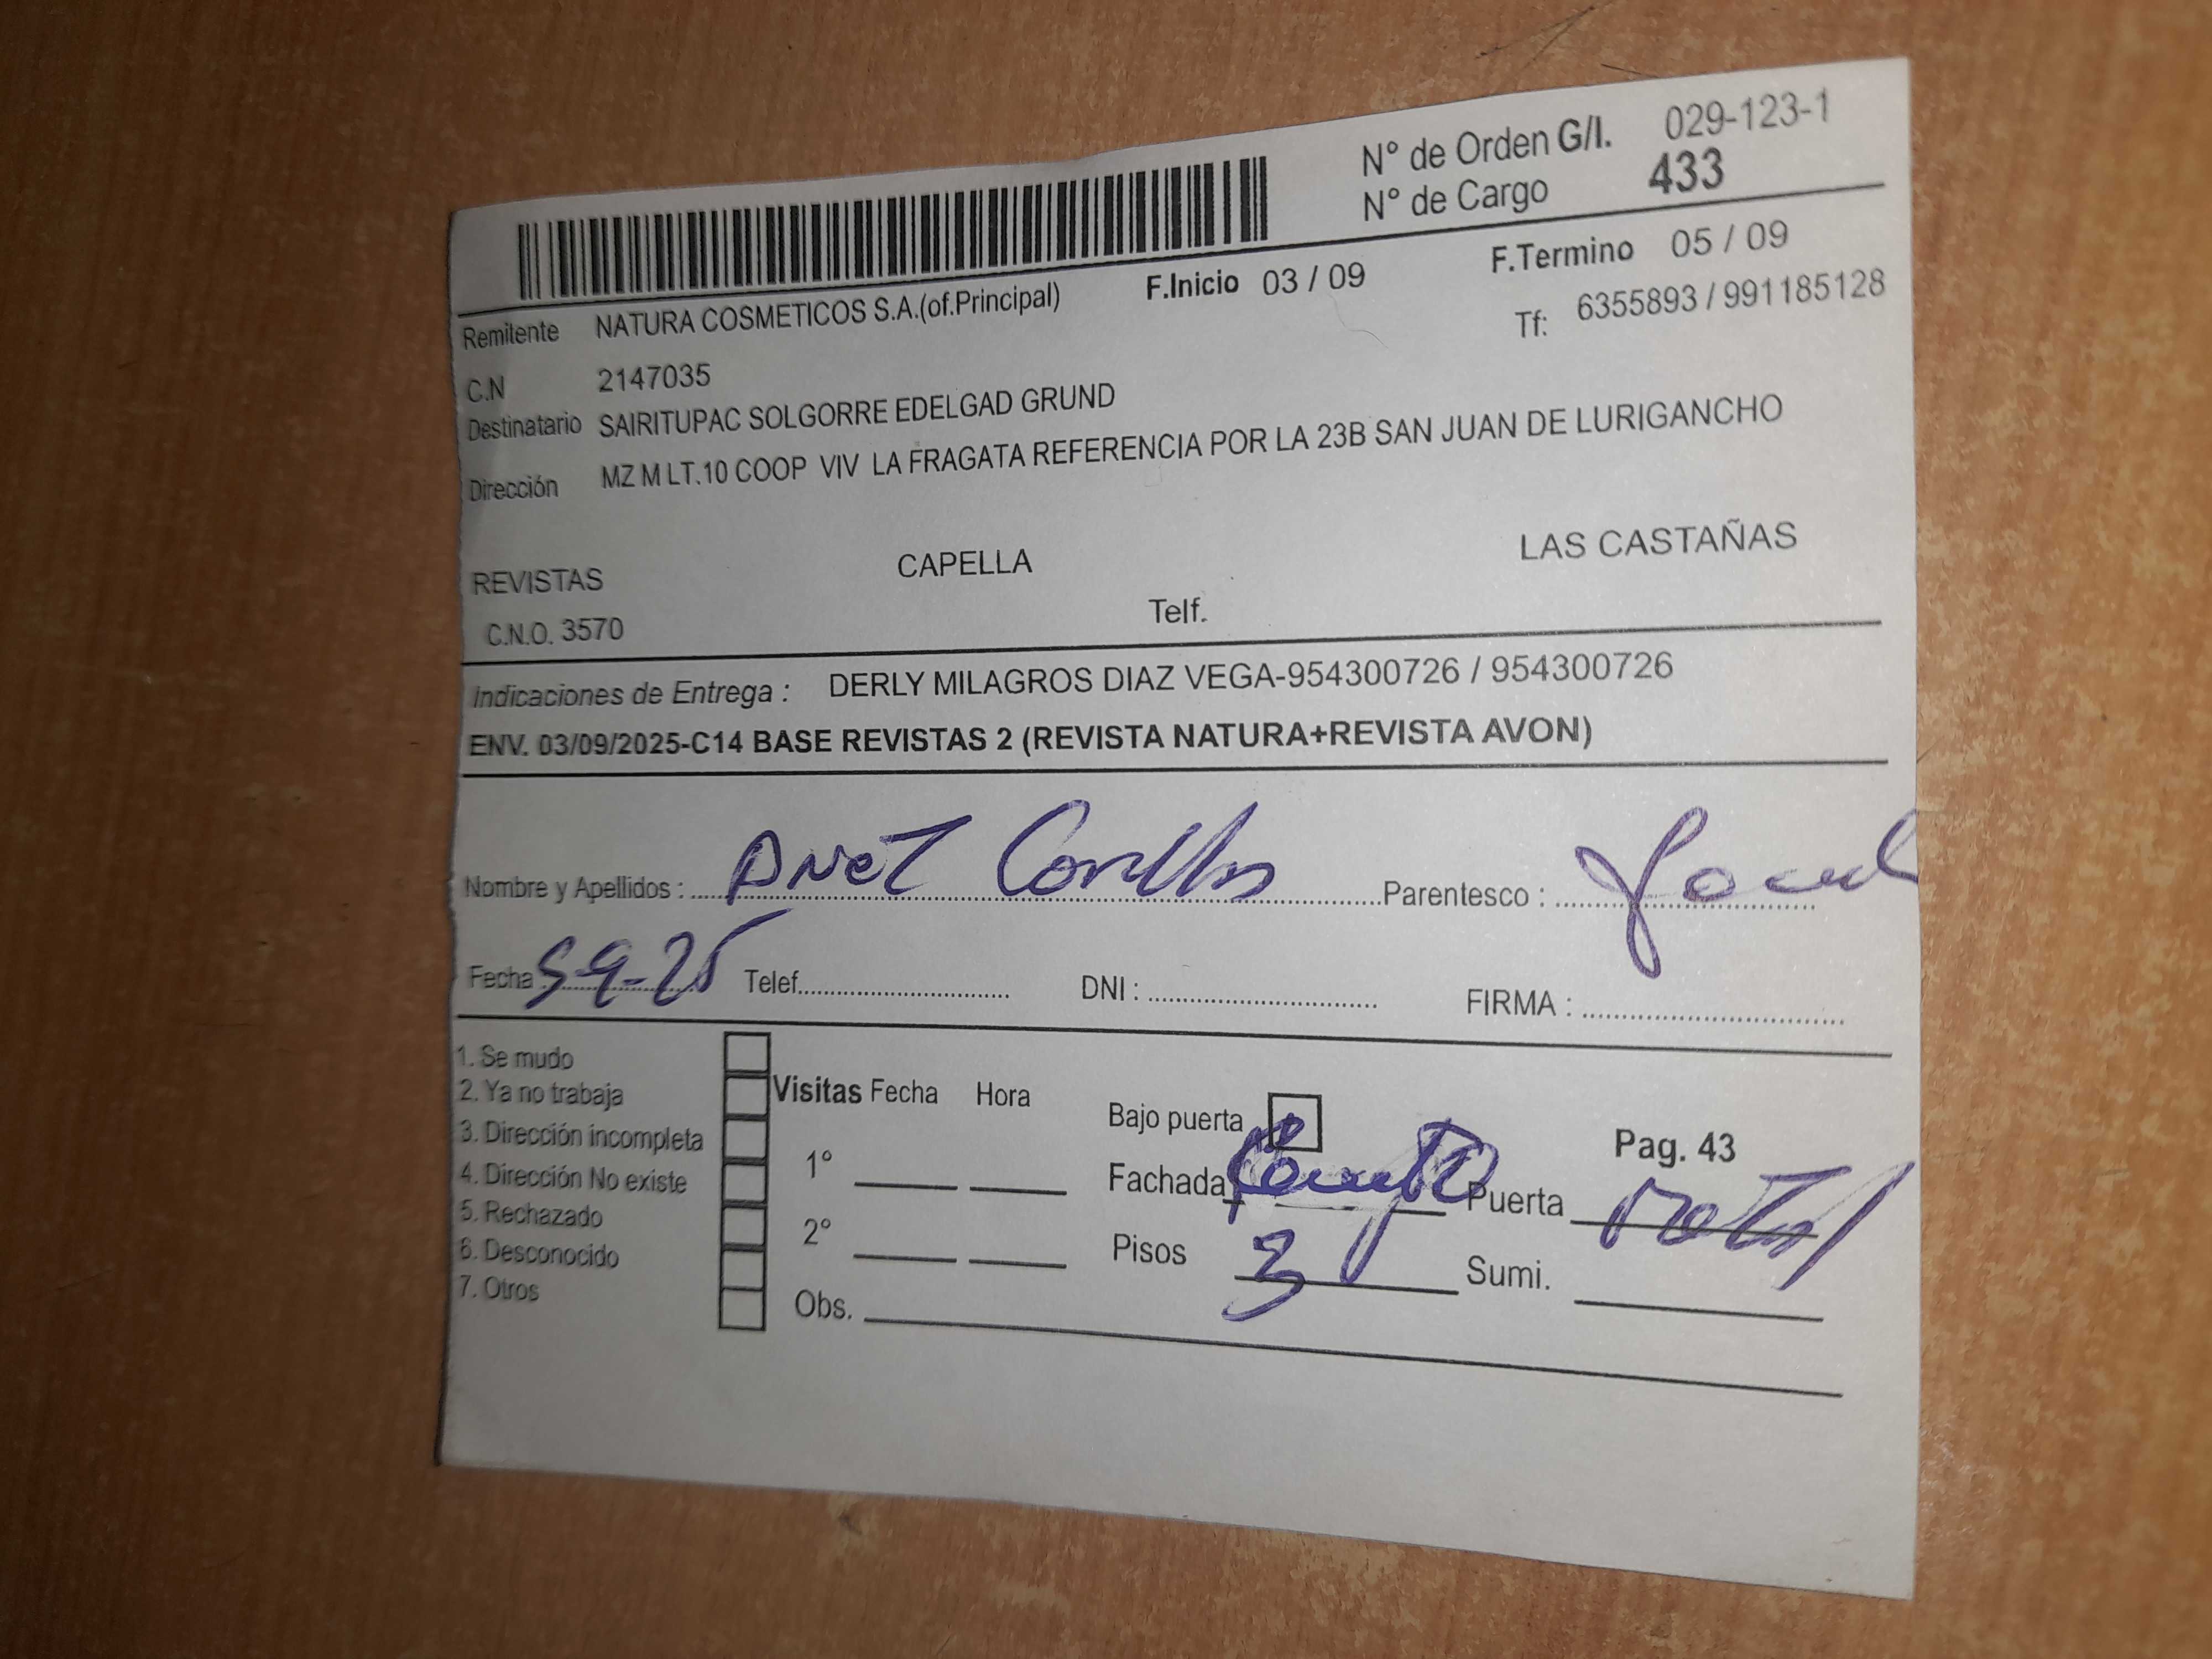 N° de Orden G/I. 029-123-1
N° de Cargo 433
F.Inicio 03 / 09 F.Termino 05 / 09
Remitente NATURA COSMETICOS S.A.(of.Principal) Tf: 6355893 / 991185128
C.N 2147035
Destinatario SAIRITUPAC SOLGORRE EDELGAD GRUND
Dirección MZ M LT.10 COOP VIV LA FRAGATA REFERENCIA POR LA 23B SAN JUAN DE LURIGANCHO
REVISTAS CAPELLA LAS CASTAÑAS
C.N.O. 3570 Telf.
Indicaciones de Entrega : DERLY MILAGROS DIAZ VEGA-954300726 / 954300726
ENV. 03/09/2025-C14 BASE REVISTAS 2 (REVISTA NATURA+REVISTA AVON)
Nombre y Apellidos : Parentesco :
Fecha 5-9-25 Telef. DNI : FIRMA :
1. Se mudo
2. Ya no trabaja Visitas Fecha Hora Bajo puerta
3. Dirección incompleta 1° Pag. 43
4. Dirección No existe Fachada Puerta
5. Rechazado 2°
6. Desconocido Pisos 3 Sumi.
7. Otros Obs.